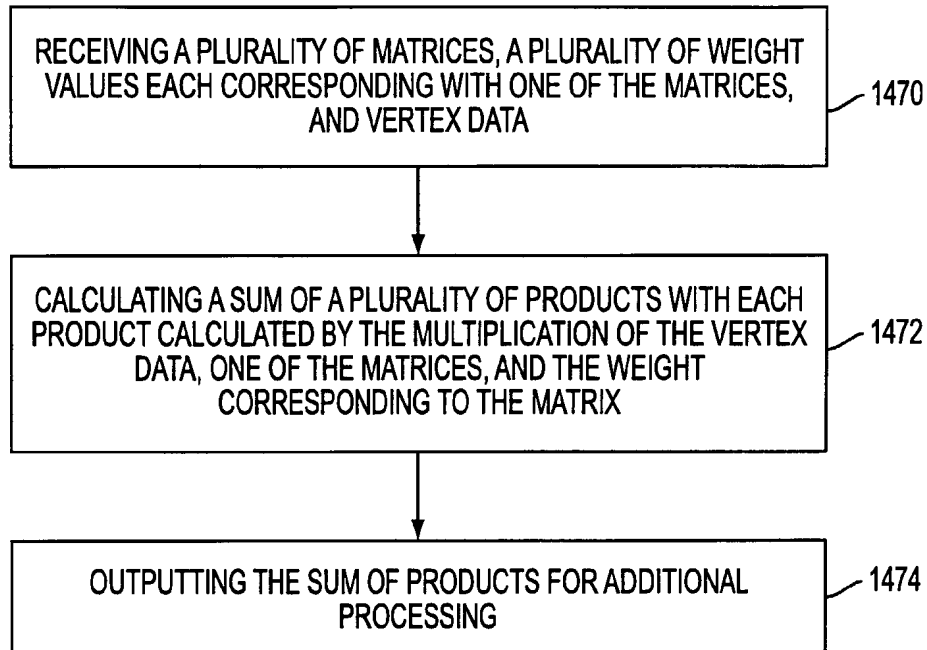 RECEIVING A PLURALITY OF MATRICES, A PLURALITY OF WEIGHT
VALUES EACH CORRESPONDING WITH ONE OF THE MATRICES,
AND VERTEX DATA
1470
CALCULATING A SUM OF A PLURALITY OF PRODUCTS WITH EACH
PRODUCT CALCULATED BY THE MULTIPLICATION OF THE VERTEX
DATA, ONE OF THE MATRICES, AND THE WEIGHT
CORRESPONDING TO THE MATRIX
1472
OUTPUTTING THE SUM OF PRODUCTS FOR ADDITIONAL
PROCESSING
1474